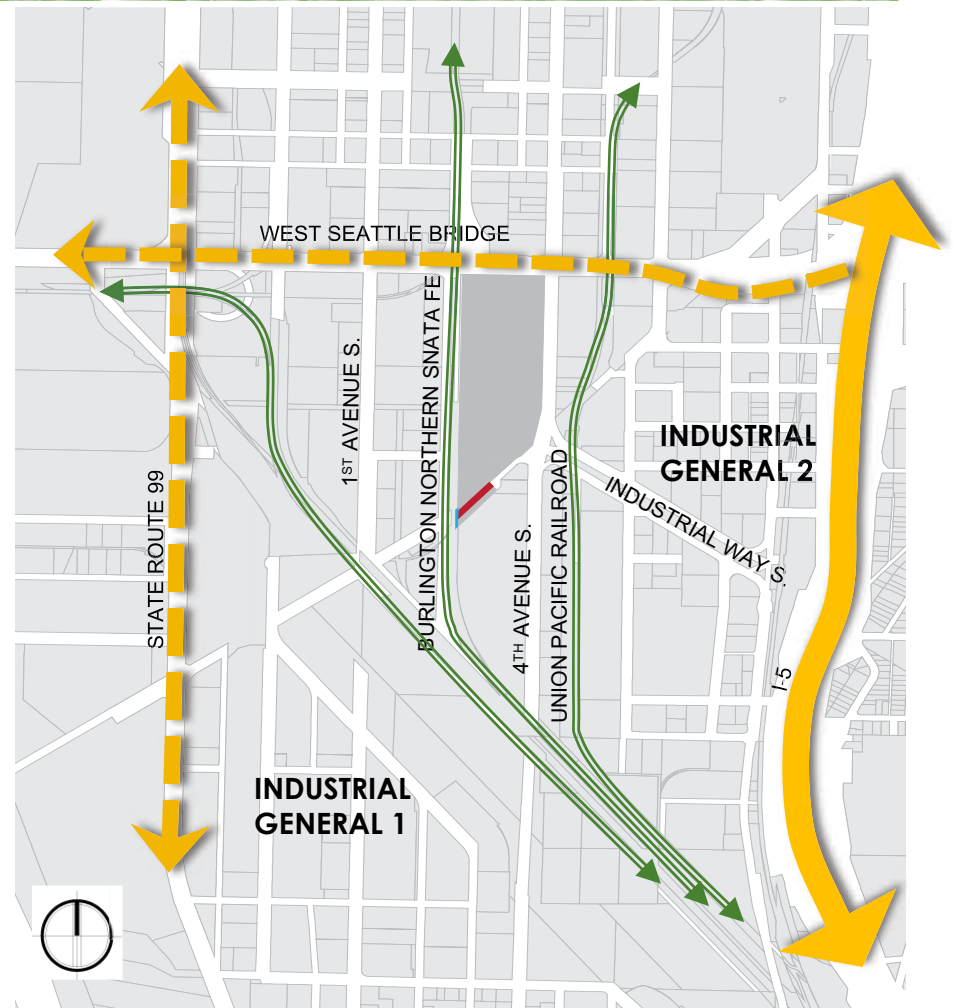 WEST SEATTLE BRIDGE
BURLINGTON NORTHERN SNATA FE
1ST AVENUE S.
INDUSTRIAL
GENERAL 2
UNION PACIFIC RAILROAD
INDUSTRIAL WAY S.
STATE ROUTE 99
4TH AVENUE S.
I-5
INDUSTRIAL
GENERAL 1